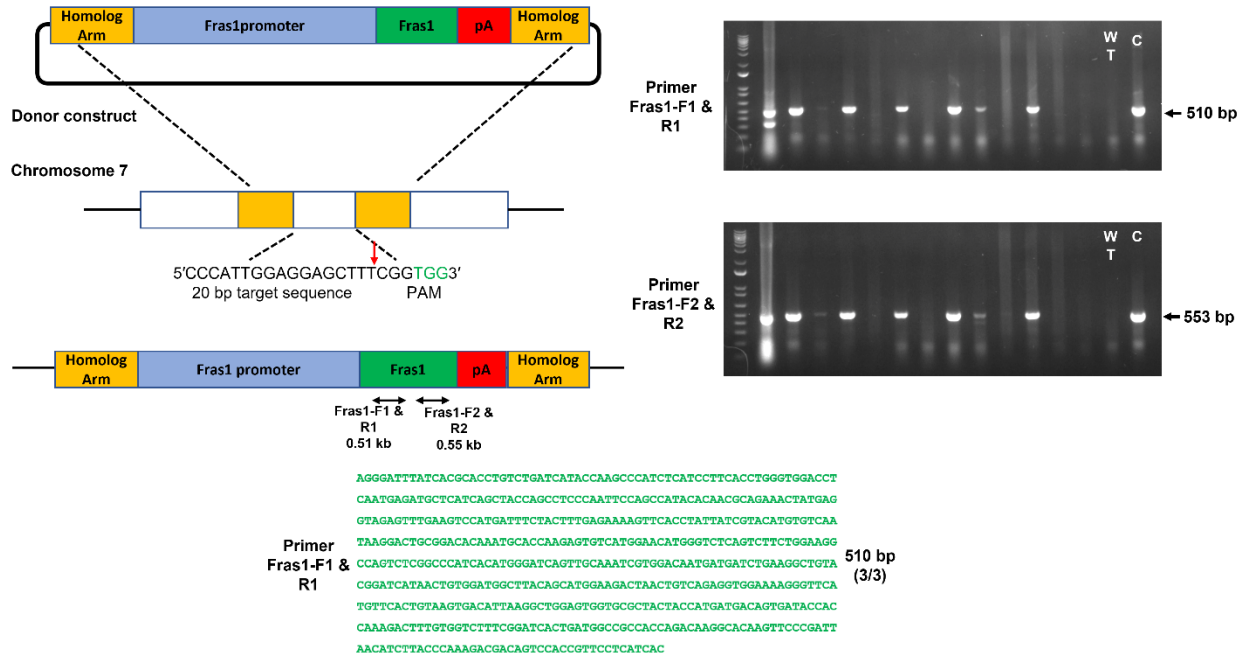 Homolog
Arm
Fras1promoter
Fras1
pA
Homolog
Arm
Donor construct
Chromosome 7
5'CCCATTGGAGGAGCTTTCGGTGG3'
20 bp target sequence
PAM
Homolog
Arm
Fras1 promoter
Fras1
pA
Homolog
Arm
Fras1-F1 &
R1
0.51 kb
Fras1-F2 &
R2
0.55 kb
Primer
Fras1-F1 &
R1
W
T
C
510 bp
Primer
Fras1-F2 &
R2
W
T
C
553 bp
Primer
Fras1-F1 &
R1
AGGGATTTATCACGCACCTGTCTGATCATACCAAGCCCATCTCATCCTTCACCTGGGTGGACCT
CAATGAGATGCTCATCAGCTACCAGCCTCCCAATTCCAGCCATACACAACGCAGAAACTATGAG
GTAGAGTTTGAAGTCCATGATTTCTACTTTGAGAAAAGTTCACCTATTATCGTACATGTGTCAA
TAAGGACTGCGGACACAAATGCACCAAGAGTGTCATGGAACATGGGTCTCAGTCTTCTGGAAGG
CCAGTCTCGGCCCATCACATGGGATCAGTTGCAAATCGTGGACAATGATGATCTGAAGGCTGTA
CGGATCATAACTGTGGATGGCTTACAGCATGGAAGACTAACTGTCAGAGGTGGAAAAGGGTTCA
TGTTCACTGTAAGTGACATTAAGGCTGGAGTGGTGCGCTACTACCATGATGACAGTGATACCAC
CAAAGACTTTGTGGTCTTTCGGATCACTGATGGCCGCCACCAGACAAGGCACAAGTTCCCGATT
AACATCTTACCCAAAGACGACAGTCCACCGTTCCTCATCAC
510 bp
(3/3)